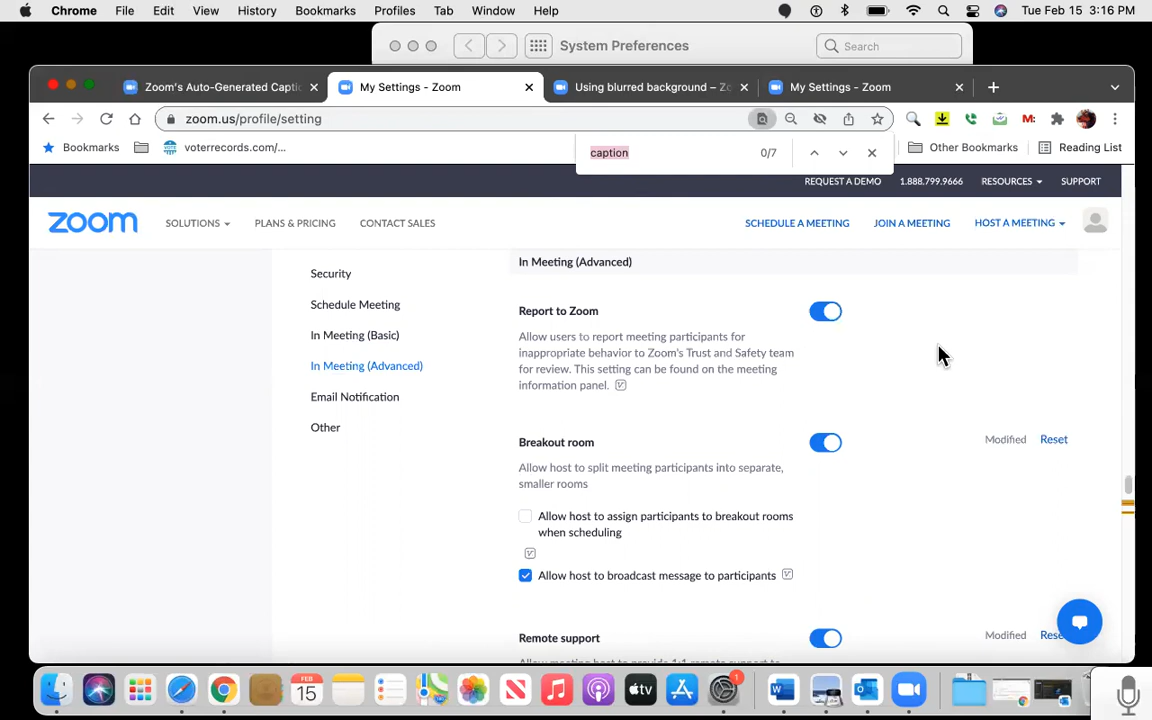 Chrome File Edit View History Bookmarks Profiles Tab Window Help Tue Feb 15 3:16 PM
System Preferences Search
Zoom's Auto-Generated Captic My Settings - Zoom Using blurred background – Zo My Settings - Zoom
zoom.us/profile/setting
Bookmarks voterrecords.com/... Other Bookmarks Reading List
caption 0/7
REQUEST A DEMO 1.888.799.9666 RESOURCES SUPPORT
zoom SOLUTIONS PLANS & PRICING CONTACT SALES SCHEDULE A MEETING JOIN A MEETING HOST A MEETING
In Meeting (Advanced)
Security
Schedule Meeting
In Meeting (Basic)
In Meeting (Advanced)
Email Notification
Other
Report to Zoom
Allow users to report meeting participants for
inappropriate behavior to Zoom's Trust and Safety team
for review. This setting can be found on the meeting
information panel.
Breakout room Modified Reset
Allow host to split meeting participants into separate,
smaller rooms
Allow host to assign participants to breakout rooms
when scheduling
Allow host to broadcast message to participants
Remote support Modified Rese
FEB
15
tv
1